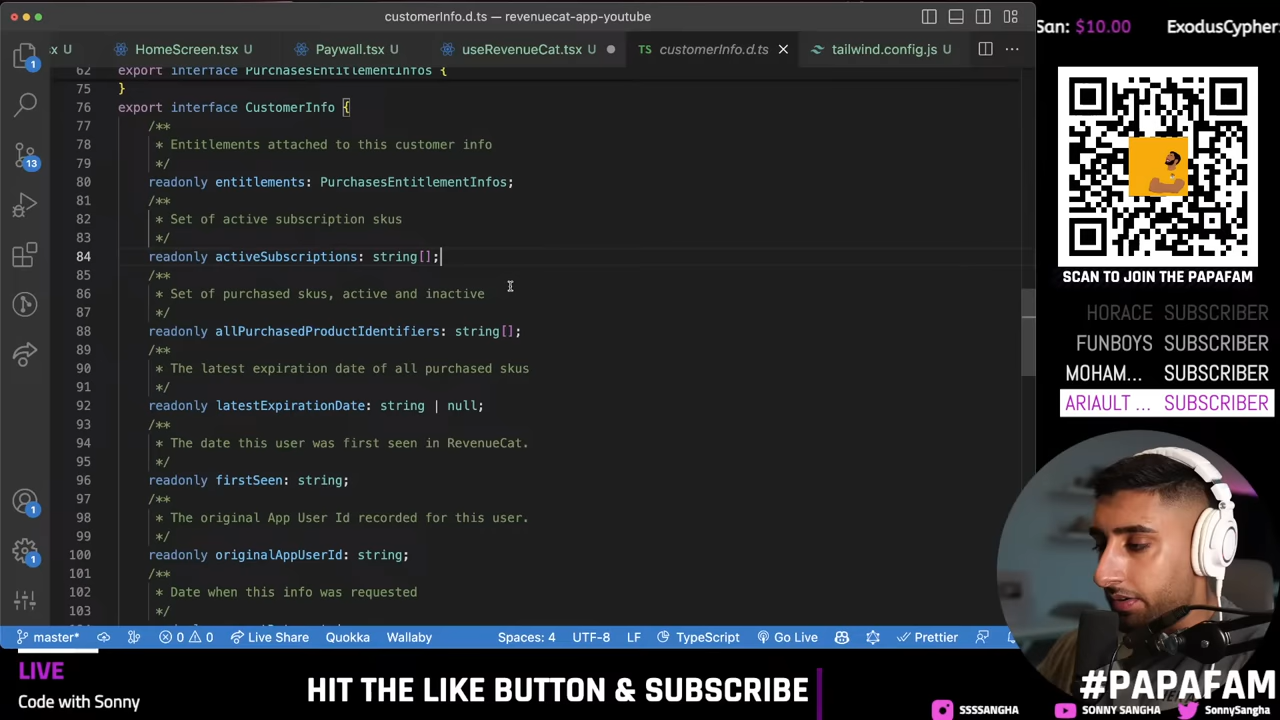 customerInfo.d.ts — revenuecat-app-youtube
San: $10.00
ExodusCypher:
sx U
HomeScreen.tsx U
Paywall.tsx U
useRevenueCat.tsx U
TS customerInfo.d.ts
tailwind.config.js U
62 export interface PurchasesEntitlementInfos {
75 }
76 export interface CustomerInfo {
77 /**
78 * Entitlements attached to this customer info
79 */
80 readonly entitlements: PurchasesEntitlementInfos;
81 /**
82 * Set of active subscription skus
83 */
84 readonly activeSubscriptions: string[];
85 /**
86 * Set of purchased skus, active and inactive
87 */
88 readonly allPurchasedProductIdentifiers: string[];
89 /**
90 * The latest expiration date of all purchased skus
91 */
92 readonly latestExpirationDate: string | null;
93 /**
94 * The date this user was first seen in RevenueCat.
95 */
96 readonly firstSeen: string;
97 /**
98 * The original App User Id recorded for this user.
99 */
100 readonly originalAppUserId: string;
101 /**
102 * Date when this info was requested
103 */
1
13
1
1
SCAN TO JOIN THE PAPAFAM
HORACE SUBSCRIBER
FUNBOYS SUBSCRIBER
MOHAM... SUBSCRIBER
ARIAULT ... SUBSCRIBER
master* 0 0 Live Share Quokka Wallaby Spaces: 4 UTF-8 LF TypeScript Go Live Prettier
LIVE
Code with Sonny
HIT THE LIKE BUTTON & SUBSCRIBE
#PAPAFAM
SSSSANGHA SONNY SANGHA SonnySangha